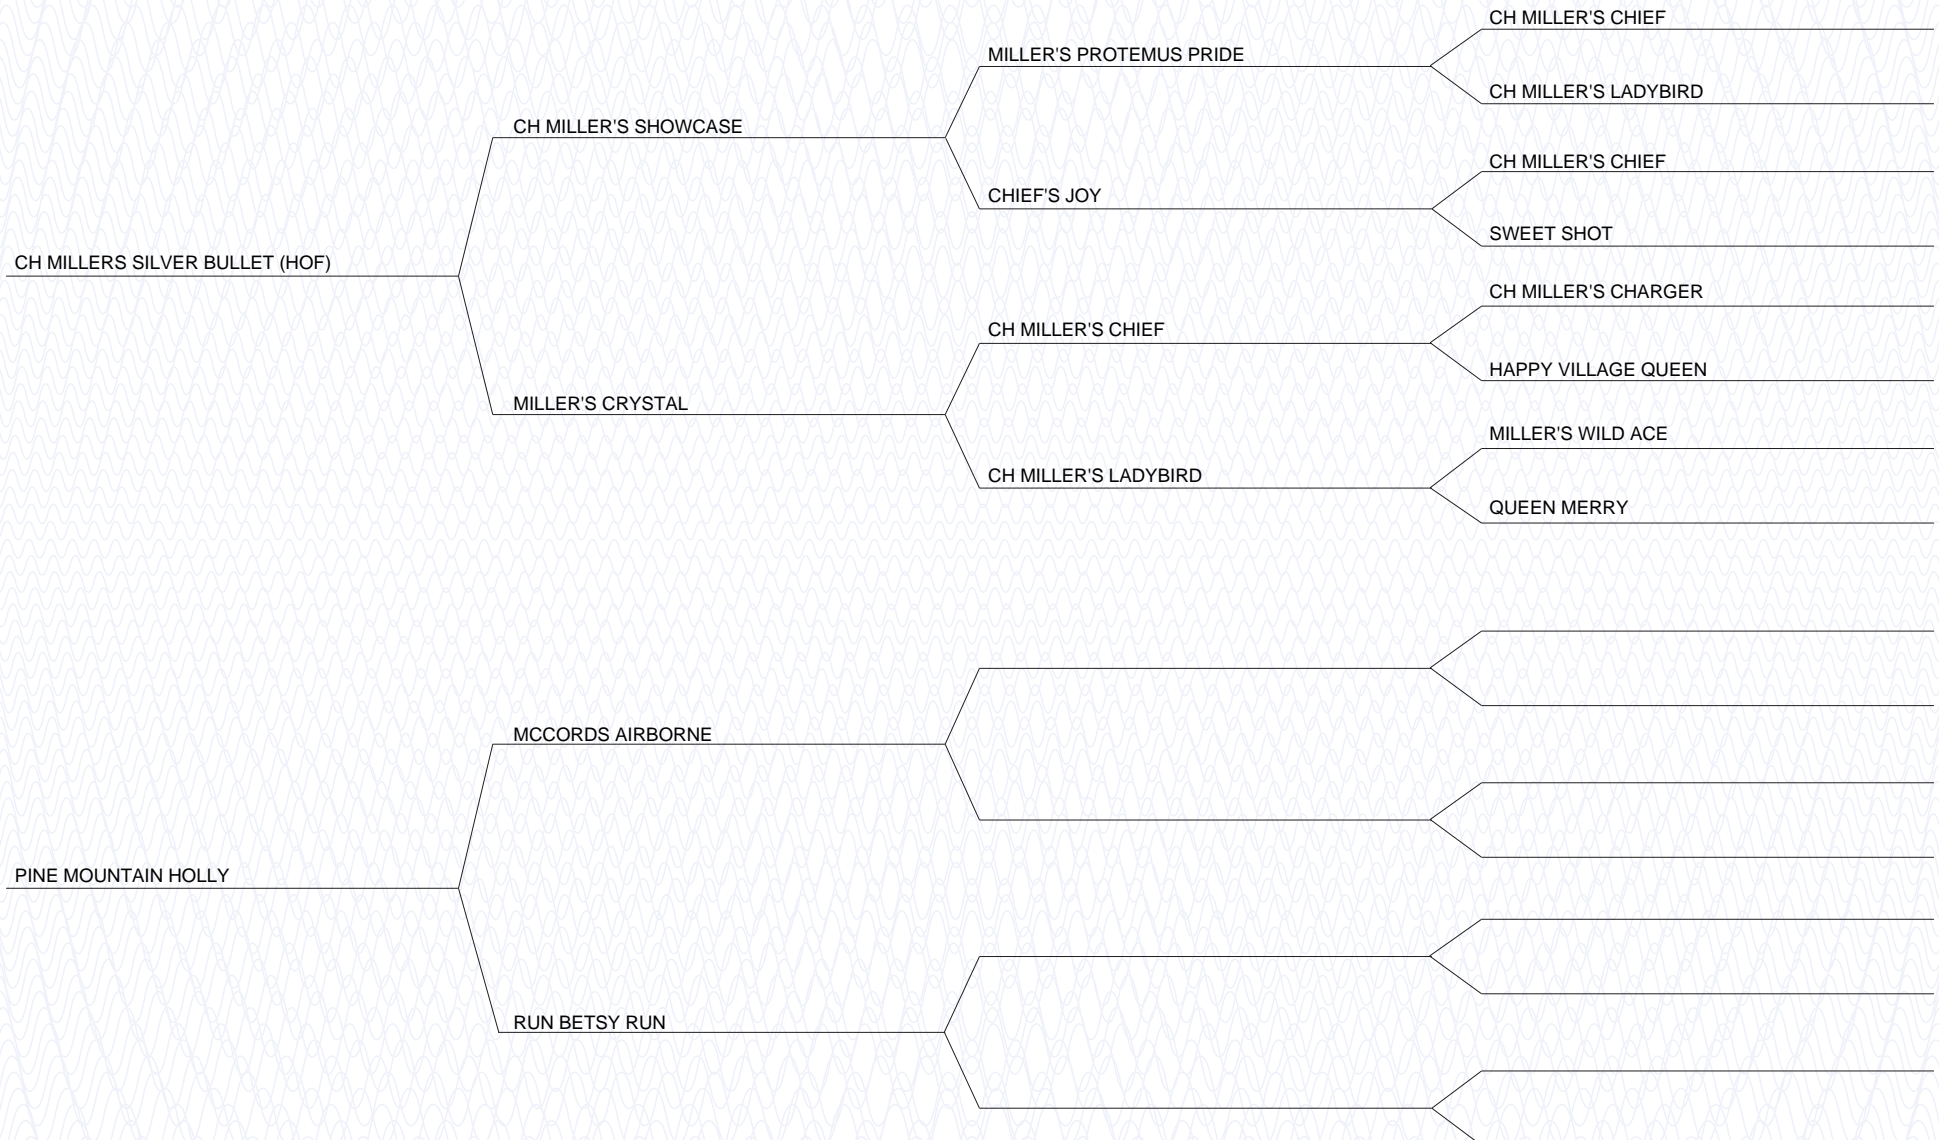 CH MILLER'S CHIEF
MILLER'S PROTEMUS PRIDE
CH MILLER'S LADYBIRD
CH MILLER'S SHOWCASE
CH MILLER'S CHIEF
CHIEF'S JOY
SWEET SHOT
CH MILLERS SILVER BULLET (HOF)
CH MILLER'S CHARGER
CH MILLER'S CHIEF
HAPPY VILLAGE QUEEN
MILLER'S CRYSTAL
MILLER'S WILD ACE
CH MILLER'S LADYBIRD
QUEEN MERRY
MCCORDS AIRBORNE
PINE MOUNTAIN HOLLY
RUN BETSY RUN